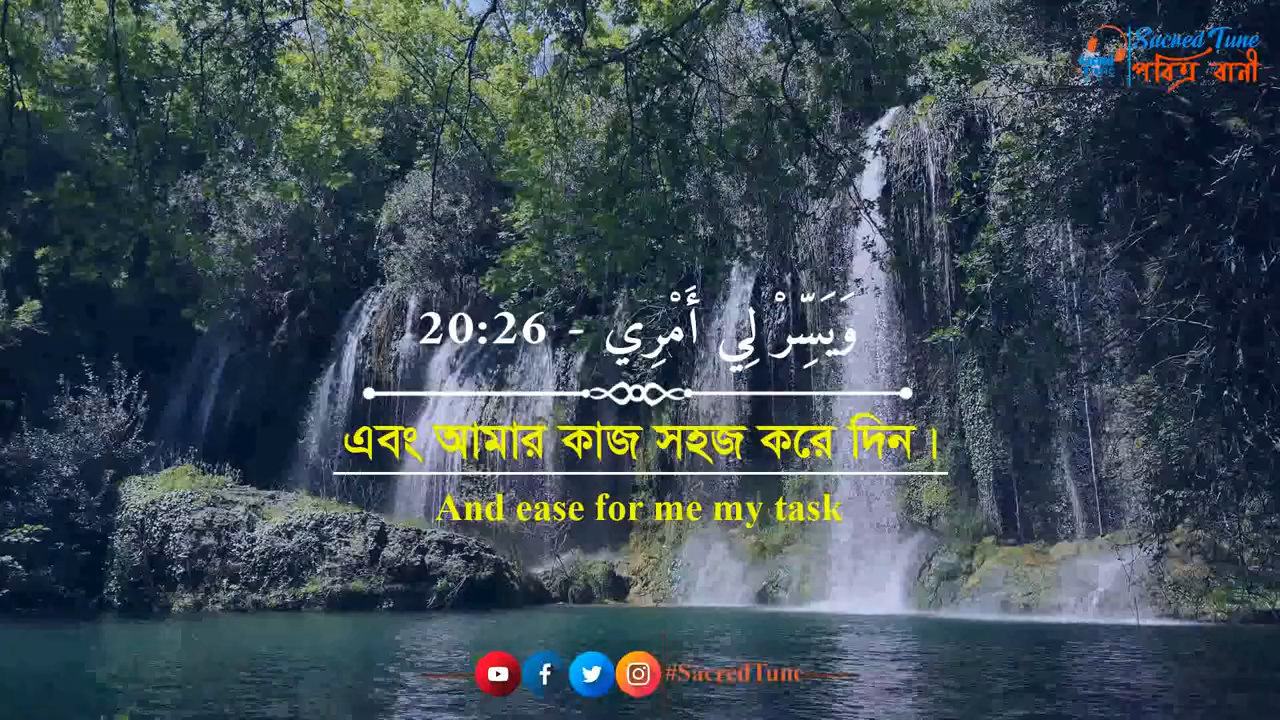 Sacred Tune
পবিত্র বানী
وَيَسِّرْ لِي أَمْرِي - 20:26
এবং আমার কাজ সহজ করে দিন।
And ease for me my task
#SacredTune